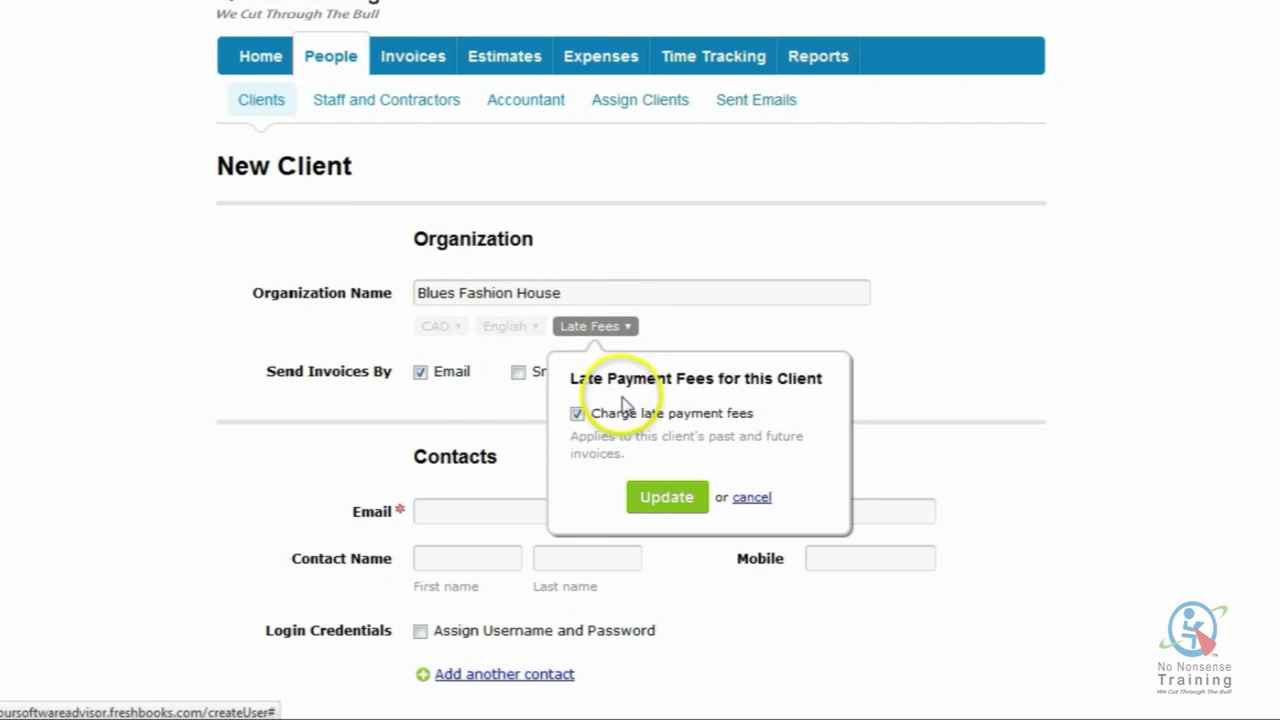 We Cut Through The Bull
Home People Invoices Estimates Expenses Time Tracking Reports
Clients Staff and Contractors Accountant Assign Clients Sent Emails
New Client
Organization
Organization Name Blues Fashion House
CAD English Late Fees
Send Invoices By Email
Late Payment Fees for this Client
Charge late payment fees
Applies to this client's past and future
invoices.
Update or cancel
Contacts
Email *
Contact Name Mobile
First name Last name
Login Credentials Assign Username and Password
Add another contact
oursoftwareadvisor.freshbooks.com/createUser#
No Nonsense
Training
We Cut Through The Bull